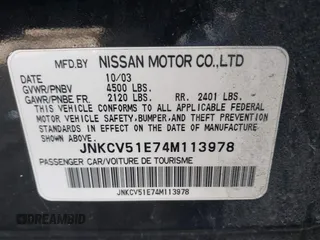 MFD.BY NISSAN MOTOR CO.,LTD
10/03
GVWR/PNBV 4500 LBS.
GAWR/PNBE FR. 2120 LBS. RR. 2401 LBS.
THIS VEHICLE CONFORMS TO ALL APPLICABLE FEDERAL
MOTOR VEHICLE SAFETY, BUMPER, AND THEFT PREVENTION
STANDARDS IN EFFECT ON THE DATE OF MANUFACTURE
SHOWN ABOVE.
JNKCV51E74M113978
PASSENGER CAR/VOITURE DE TOURISME
JNKCV51E74M113978
DREAMBID